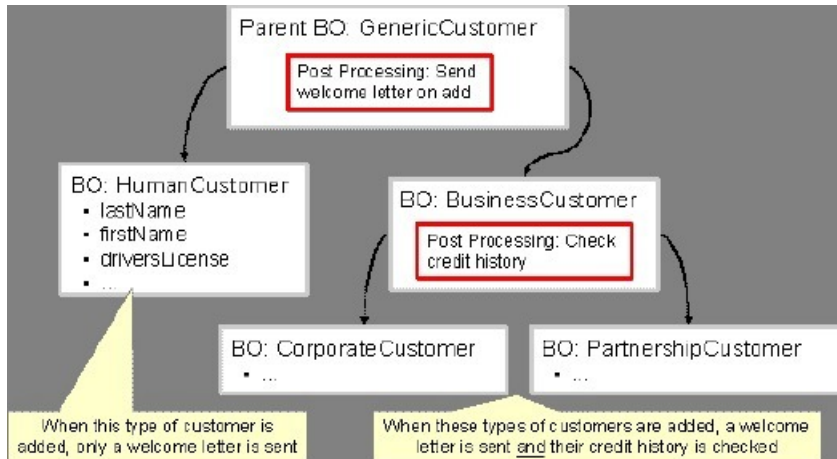 Parent BO: GenericCustomer
Post Processing: Send
welcome letter on add
BO: HumanCustomer
▪ lastName
▪ firstName
▪ driversLicense
▪ ...
BO: BusinessCustomer
Post Processing: Check
credit history
BO: CorporateCustomer
▪ ...
BO: PartnershipCustomer
▪ ...
When this type of customer is
added, only a welcome letter is sent
When these types of customers are added, a welcome
letter is sent and their credit history is checked